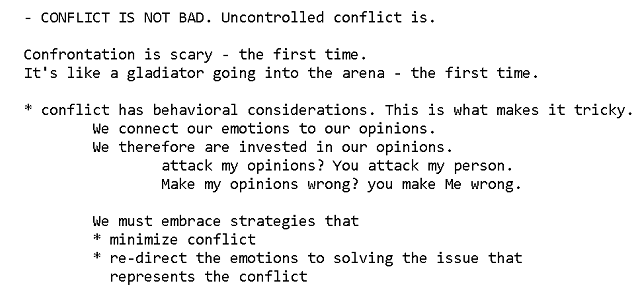 - CONFLICT IS NOT BAD. Uncontrolled conflict is.
Confrontation is scary - the first time.
It's like a gladiator going into the arena - the first time.
* conflict has behavioral considerations. This is what makes it tricky.
We connect our emotions to our opinions.
We therefore are invested in our opinions.
attack my opinions? You attack my person.
Make my opinions wrong? you make Me wrong.
We must embrace strategies that
* minimize conflict
* re-direct the emotions to solving the issue that
represents the conflict